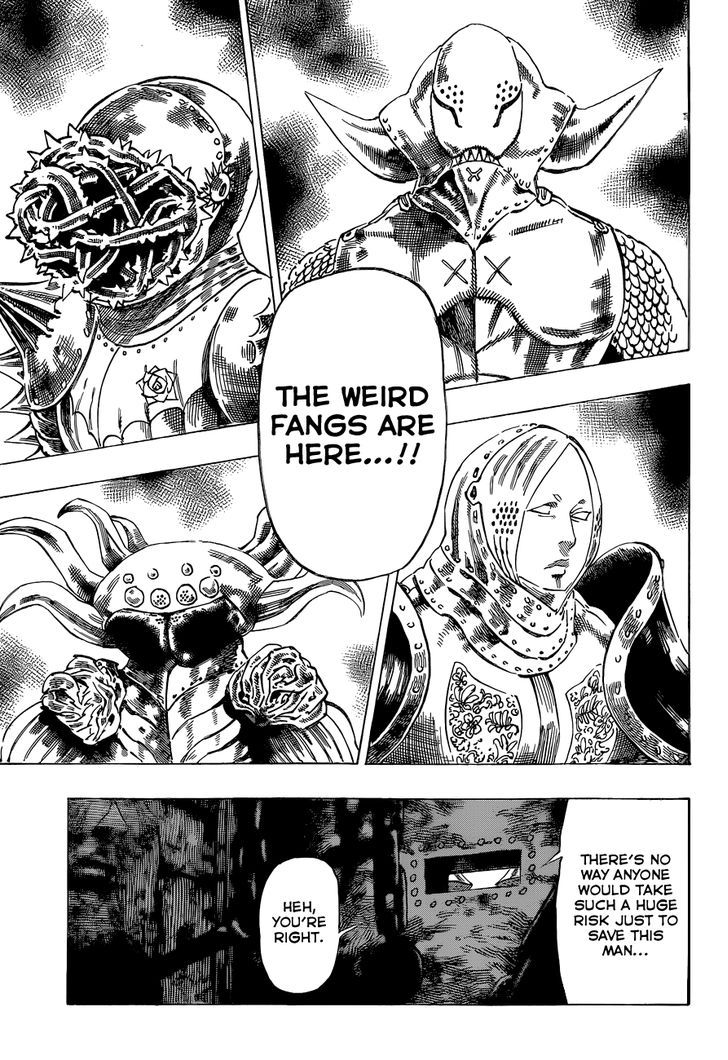 THE WEIRD
FANGS ARE
HERE...!!
THERE'S NO
WAY ANYONE
WOULD TAKE
SUCH A HUGE
RISK JUST TO
SAVE THIS
MAN...
HEH,
YOU'RE
RIGHT.